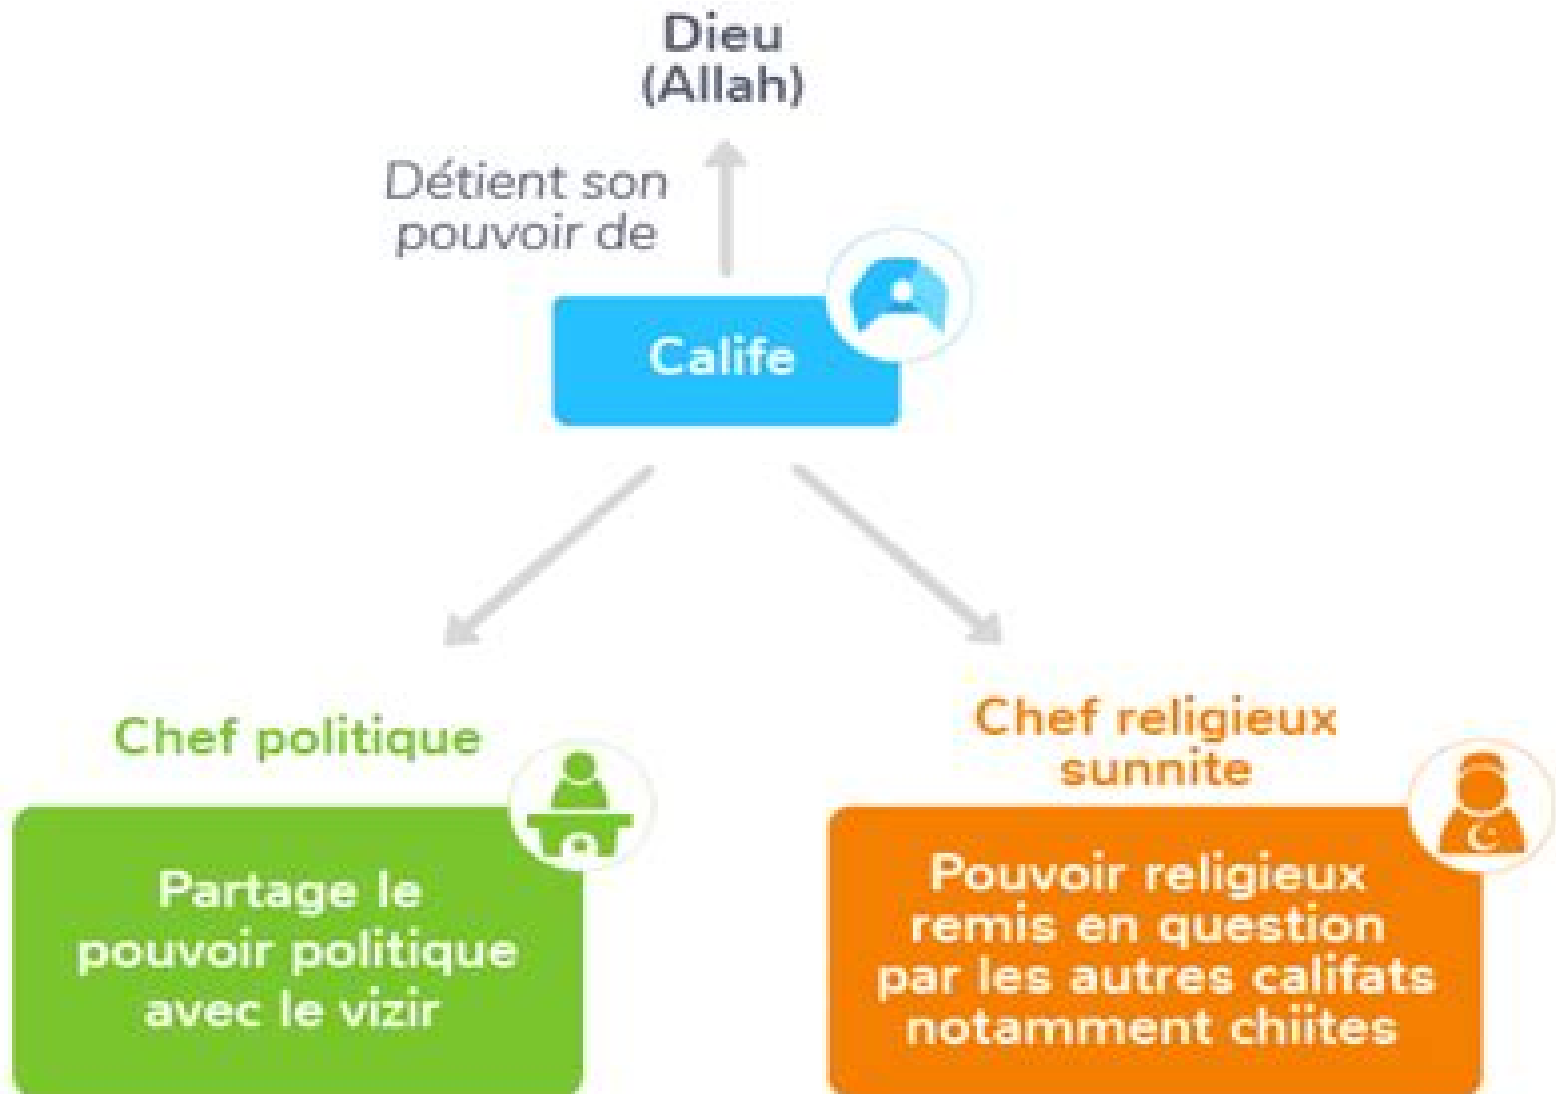 Dieu
(Allah)
Détient son
pouvoir de
Calife
Chef politique
Partage le
pouvoir politique
avec le vizir
Chef religieux
sunnite
Pouvoir religieux
remis en question
par les autres califats
notamment chiites